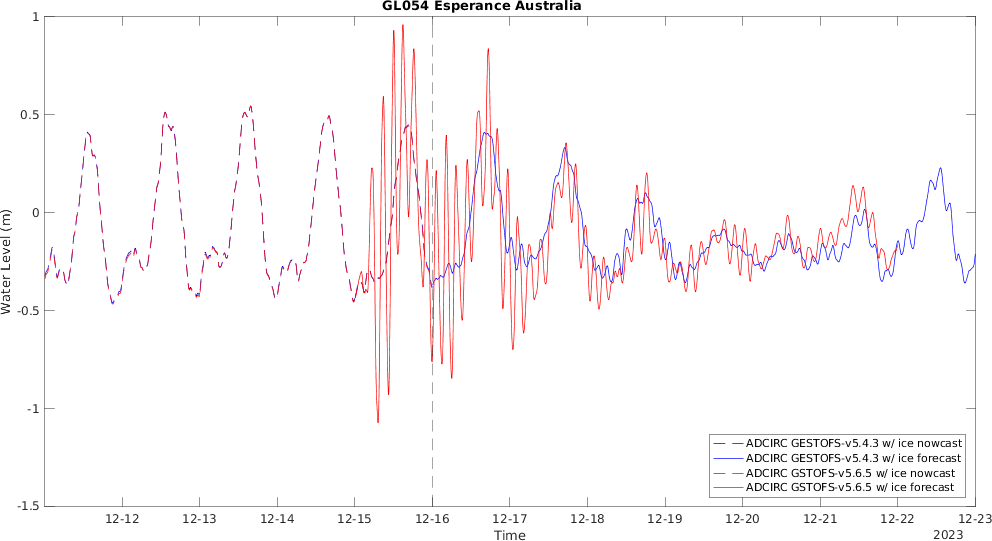 GL054 Esperance Australia
1
0.5
0
-0.5
-1
-1.5
Water Level (m)
12-12 12-13 12-14 12-15 12-16 12-17 12-18 12-19 12-20 12-21 12-22 12-23
Time
2023
ADCIRC GESTOFS-v5.4.3 w/ ice nowcast
ADCIRC GESTOFS-v5.4.3 w/ ice forecast
ADCIRC GSTOFS-v5.6.5 w/ ice nowcast
ADCIRC GSTOFS-v5.6.5 w/ ice forecast